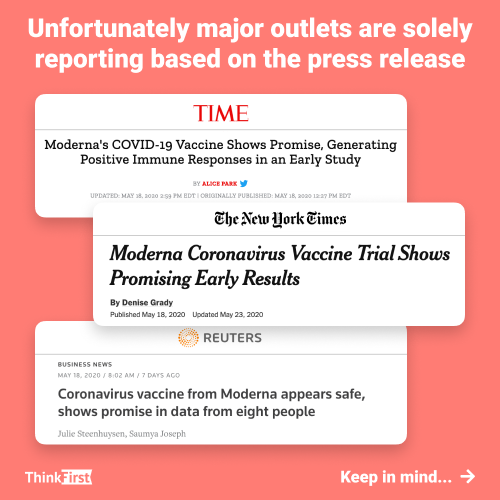 Unfortunately major outlets are solely
reporting based on the press release
TIME
Moderna's COVID-19 Vaccine Shows Promise, Generating
Positive Immune Responses in an Early Study
BY ALICE PARK
UPDATED: MAY 18, 2020 2:59 PM EDT | ORIGINALLY PUBLISHED: MAY 18, 2020 12:27 PM EDT
The New York Times
Moderna Coronavirus Vaccine Trial Shows
Promising Early Results
By Denise Grady
Published May 18, 2020 Updated May 23, 2020
REUTERS
BUSINESS NEWS
MAY 18, 2020 / 8:02 AM / 7 DAYS AGO
Coronavirus vaccine from Moderna appears safe,
shows promise in data from eight people
Julie Steenhuysen, Saumya Joseph
ThinkFirst
Keep in mind... →